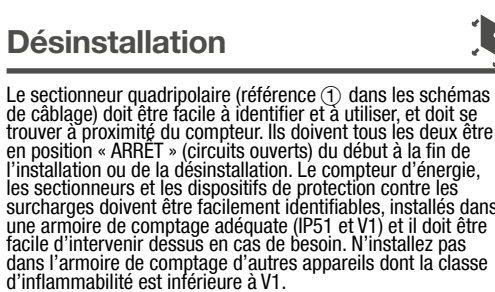 Désinstallation
Le sectionneur quadripolaire (référence ① dans les schémas
de câblage) doit être facile à identifier et à utiliser, et doit se
trouver à proximité du compteur. Ils doivent tous les deux être
en position « ARRÊT » (circuits ouverts) du début à la fin de
l'installation ou de la désinstallation. Le compteur d'énergie,
les sectionneurs et les dispositifs de protection contre les
surcharges doivent être facilement identifiables, installés dans
une armoire de comptage adéquate (IP51 et V1) et il doit être
facile d'intervenir dessus en cas de besoin. N'installez pas
dans l'armoire de comptage d'autres appareils dont la classe
d'inflammabilité est inférieure à V1.